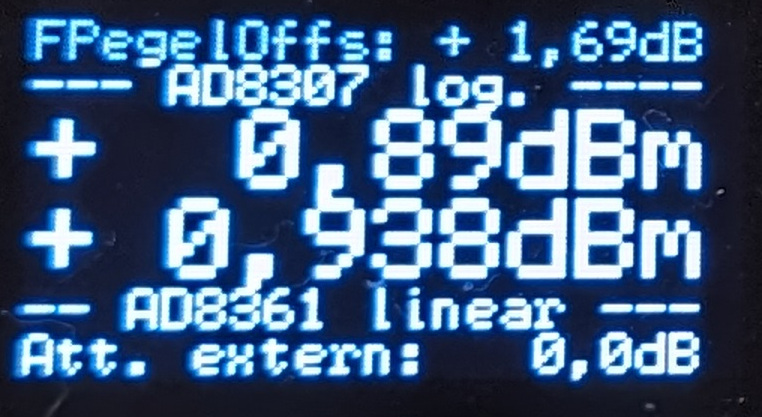 FPegelOffs: + 1,69dB
--- AD8307 log. ----
+ 0,89dBm
+ 0,938dBm
-- AD8361 linear ---
Att. extern: 0,0dB